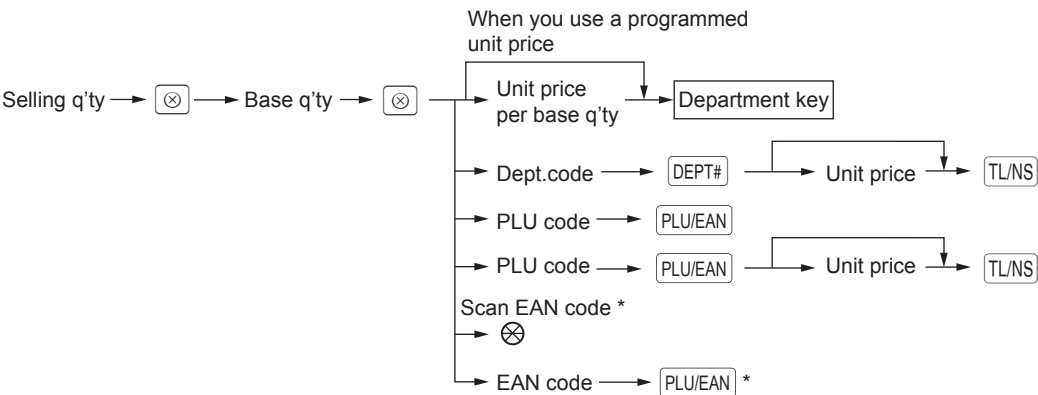 When you use a programmed
unit price
Selling q'ty ⊗ Base q'ty ⊗ Unit price
per base q'ty Department key
Dept.code DEPT# Unit price TL/NS
PLU code PLU/EAN
PLU code PLU/EAN Unit price TL/NS
Scan EAN code *
EAN code PLU/EAN *